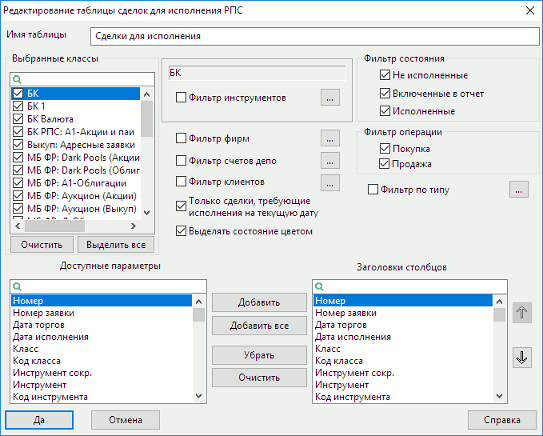 Редактирование таблицы сделок для исполнения РПС
Имя таблицы
Сделки для исполнения
Выбранные классы
БК
БК 1
БК Валюта
БК РПС: А1-Акции и паи
Выкуп: Адресные заявки
МБ ФР: Dark Pools (Акции
МБ ФР: Dark Pools (Облиг
МБ ФР: А1-Облигации
МБ ФР: Аукцион (Акции)
МБ ФР: Аукцион (Выкуп)
Очистить
Выделить все
БК
Фильтр инструментов
...
Фильтр фирм
...
Фильтр счетов депо
...
Фильтр клиентов
...
Только сделки, требующие
исполнения на текущую дату
Выделять состояние цветом
Фильтр состояния
Не исполненные
Включенные в отчет
Исполненные
Фильтр операции
Покупка
Продажа
Фильтр по типу
...
Доступные параметры
Номер
Номер заявки
Дата торгов
Дата исполнения
Класс
Код класса
Инструмент сокр.
Инструмент
Код инструмента
Добавить
Добавить все
Убрать
Очистить
Заголовки столбцов
Номер
Номер заявки
Дата торгов
Дата исполнения
Класс
Код класса
Инструмент сокр.
Инструмент
Код инструмента
Да
Отмена
Справка